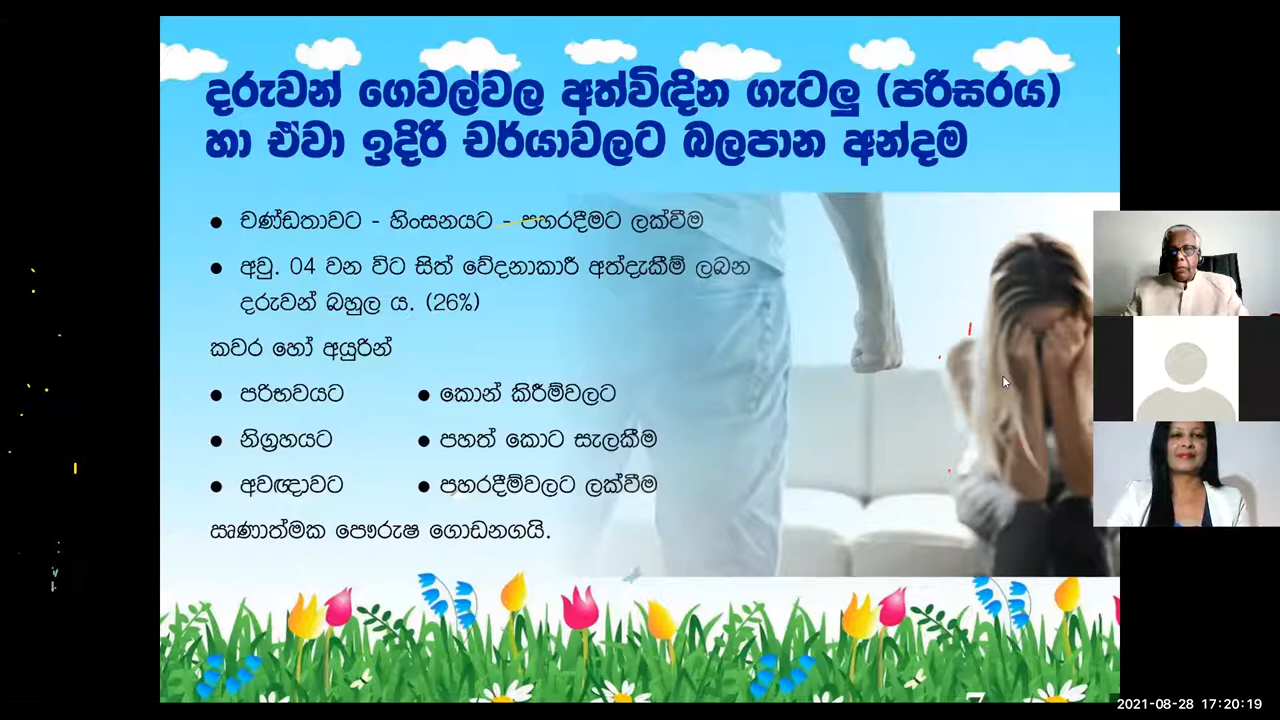 දරුවන් ගෙවල්වල අත්විඳින ගැටලු (පරිසරය)
හා ඒවා ඉදිරි චර්යාවලට බලපාන අන්දම
● චණ්ඩතාවට - හිංසනයට - පහරදීමට ලක්වීම
● අවු. 04 වන විට සිත් වේදනාකාරී අත්දැකීම් ලබන
දරුවන් බහුල ය. (26%)
කවර හෝ අයුරින්
● පරිභවයට ● කොන් කිරීම්වලට
● නිග්‍රහයට ● පහත් කොට සැලකීම
● අවඥාවට ● පහරදීම්වලට ලක්වීම
සෘණාත්මක පෞරුෂ ගොඩනගයි.
2021-08-28 17:20:19